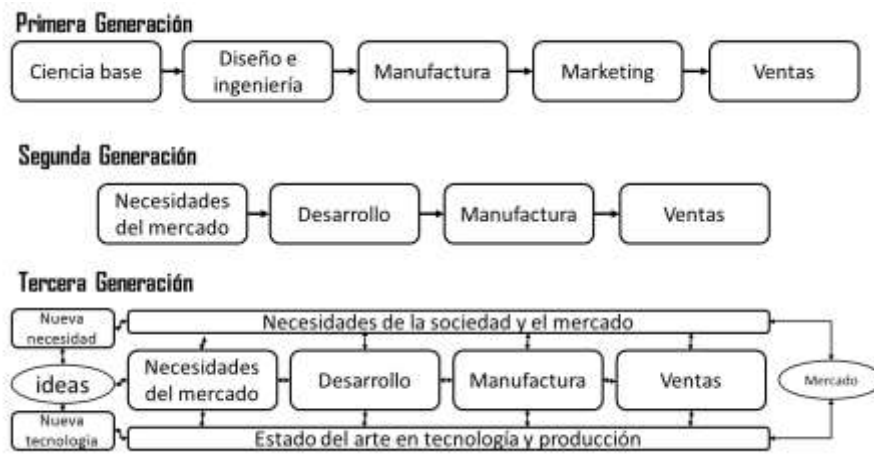 Primera Generación
Ciencia base
Diseño e
ingeniería
Manufactura
Marketing
Ventas
Segunda Generación
Necesidades
del mercado
Desarrollo
Manufactura
Ventas
Tercera Generación
Nueva
necesidad
Necesidades de la sociedad y el mercado
ideas
Necesidades
del mercado
Desarrollo
Manufactura
Ventas
Mercado
Nueva
tecnología
Estado del arte en tecnología y producción